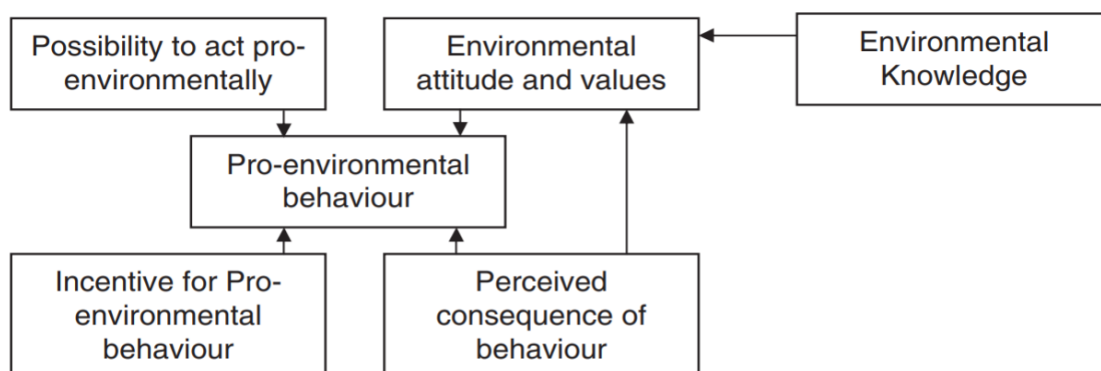 Possibility to act pro-
environmentally
Environmental
attitude and values
Environmental
Knowledge
Pro-environmental
behaviour
Incentive for Pro-
environmental
behaviour
Perceived
consequence of
behaviour